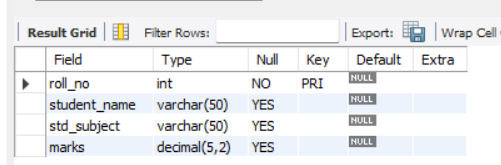 Result Grid Filter Rows: Export: Wrap Cell
Field Type Null Key Default Extra
roll_no int NO PRI NULL
student_name varchar(50) YES NULL
std_subject varchar(50) YES NULL
marks decimal(5,2) YES NULL